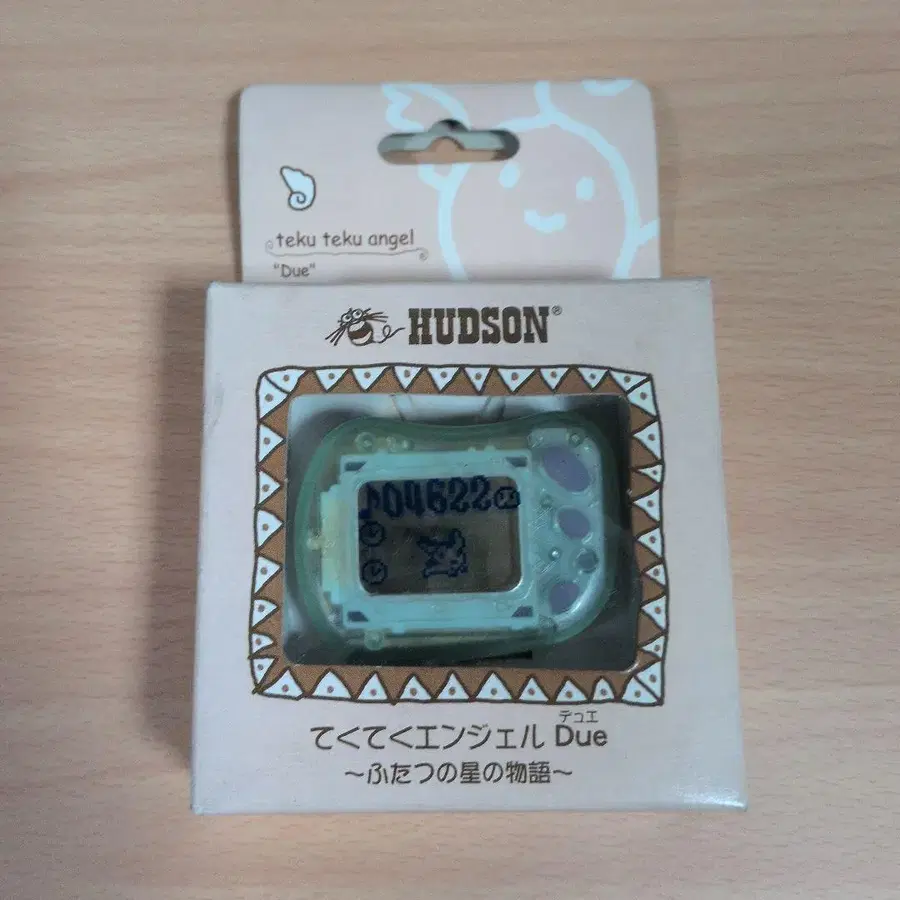 teku teku angel®
"Due"
HUDSON®
♪04622
デュエ
てくてくエンジェル Due
～ふたつの星の物語～